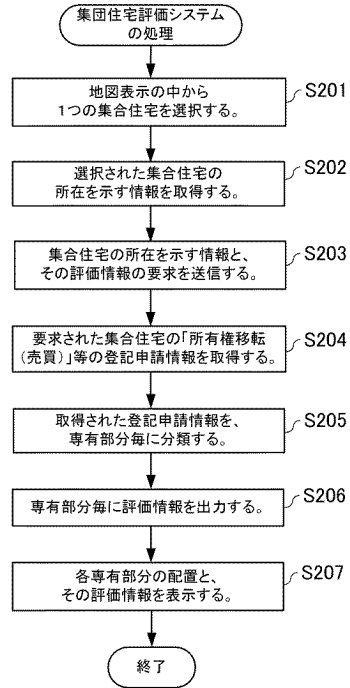 集団住宅評価システム
の処理
地図表示の中から
1つの集合住宅を選択する。
S201
選択された集合住宅の
所在を示す情報を取得する。
S202
集合住宅の所在を示す情報と、
その評価情報の要求を送信する。
S203
要求された集合住宅の「所有権移転
(売買)」等の登記申請情報を取得する。
S204
取得された登記申請情報を、
専有部分毎に分類する。
S205
専有部分毎に評価情報を出力する。
S206
各専有部分の配置と、
その評価情報を表示する。
S207
終了